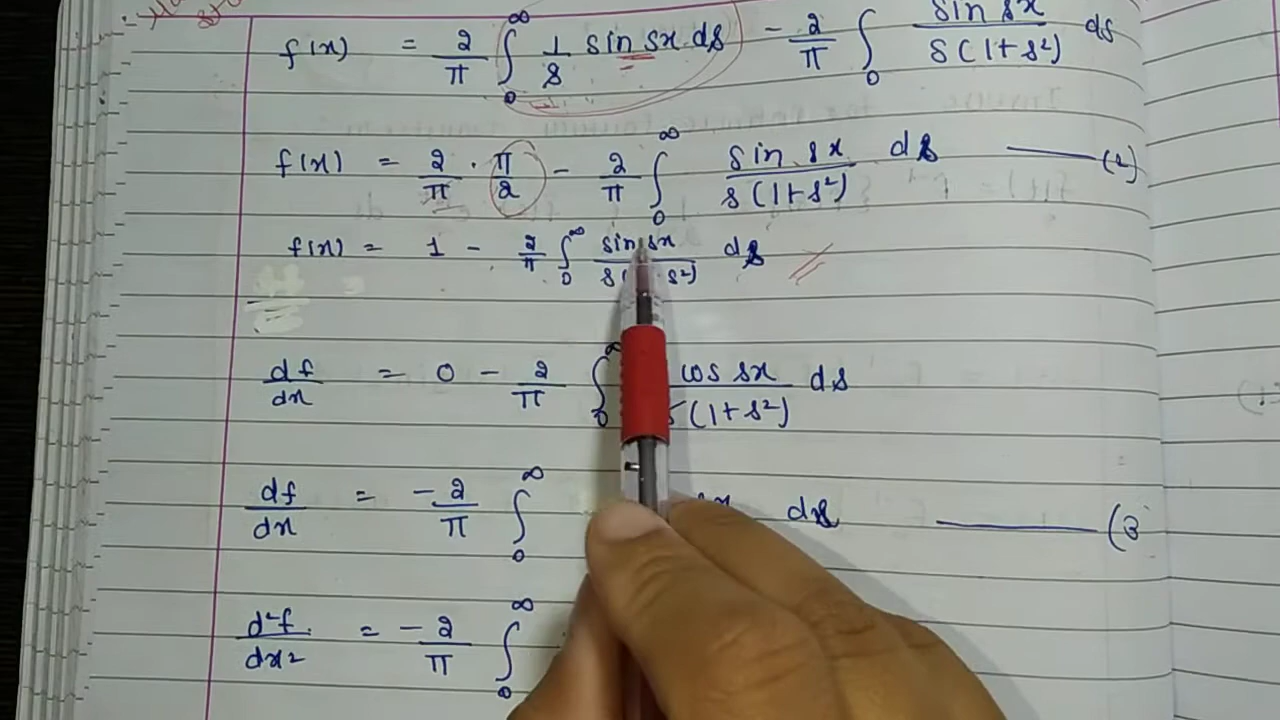 f(x) = 2/π ∫₀^∞ 1/s sin sx ds - 2/π ∫₀ sin sx / s(1+s²) ds
f(x) = 2/π · π/2 - 2/π ∫₀^∞ sin sx / s(1+s²) ds —— (2)
f(x) = 1 - 2/π ∫₀^∞ sin sx / s( s²) ds
df/dx = 0 - 2/π ∫₀^∞ cos sx / s(1+s²) ds
df/dx = -2/π ∫₀^∞ sx ds —— (3
d²f/dx² = -2/π ∫₀^∞